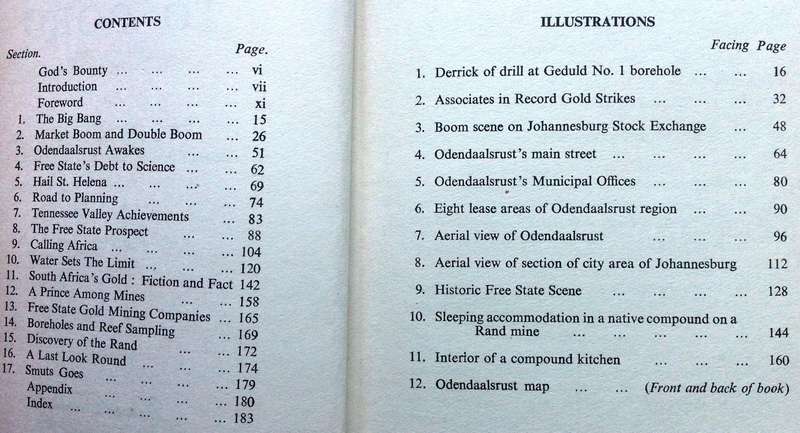 CONTENTS
Section. Page.
God's Bounty ... ... ... ... vi
Introduction ... ... ... ... vii
Foreword ... ... ... ... xi
1. The Big Bang ... ... ... ... 15
2. Market Boom and Double Boom ... 26
3. Odendaalsrust Awakes ... ... 51
4. Free State's Debt to Science ... ... 62
5. Hail St. Helena ... ... ... ... 69
6. Road to Planning ... ... ... 74
7. Tennessee Valley Achievements ... 83
8. The Free State Prospect ... ... 88
9. Calling Africa ... ... ... ... 104
10. Water Sets The Limit ... ... ... 120
11. South Africa's Gold : Fiction and Fact 142
12. A Prince Among Mines ... ... 158
13. Free State Gold Mining Companies ... 165
14. Boreholes and Reef Sampling ... 169
15. Discovery of the Rand ... ... 172
16. A Last Look Round ... ... ... 174
17. Smuts Goes ... ... ... ... 179
Appendix ... ... ... ... 180
Index ... ... ... ... ... 183
ILLUSTRATIONS
Facing Page
1. Derrick of drill at Geduld No. 1 borehole ... ... 16
2. Associates in Record Gold Strikes ... ... ... 32
3. Boom scene on Johannesburg Stock Exchange ... ... 48
4. Odendaalsrust's main street ... ... ... ... 64
5. Odendaalsrust's Municipal Offices ... ... ... 80
6. Eight lease areas of Odendaalsrust region ... ... 90
7. Aerial view of Odendaalsrust ... ... ... 96
8. Aerial view of section of city area of Johannesburg 112
9. Historic Free State Scene ... ... ... ... 128
10. Sleeping accommodation in a native compound on a
Rand mine ... ... ... ... ... 144
11. Interior of a compound kitchen ... ... ... 160
12. Odendaalsrust map ... ... (Front and back of book)